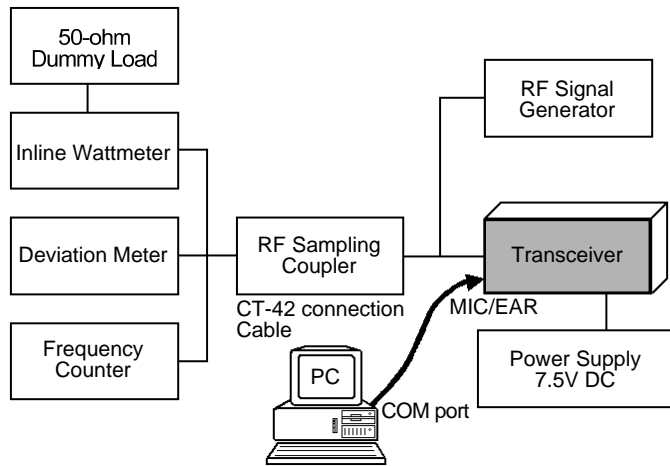 50-ohm
Dummy Load
Inline Wattmeter
Deviation Meter
Frequency
Counter
RF Sampling
Coupler
CT-42 connection
Cable
PC
COM port
MIC/EAR
RF Signal
Generator
Transceiver
Power Supply
7.5V DC